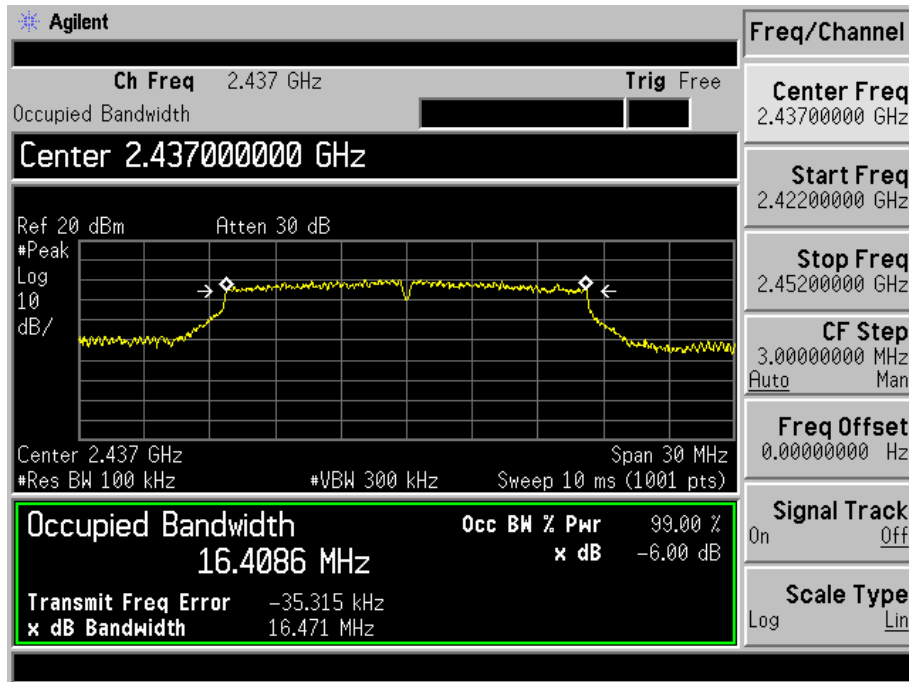 Agilent
Freq/Channel
Ch Freq 2.437 GHz Trig Free
Occupied Bandwidth
Center 2.437000000 GHz
Ref 20 dBm Atten 30 dB
#Peak
Log
10
dB/
Center 2.437 GHz Span 30 MHz
#Res BW 100 kHz #VBW 300 kHz Sweep 10 ms (1001 pts)
Occupied Bandwidth
16.4086 MHz
Occ BW % Pwr 99.00 %
x dB -6.00 dB
Transmit Freq Error -35.315 kHz
x dB Bandwidth 16.471 MHz
Center Freq
2.43700000 GHz
Start Freq
2.42200000 GHz
Stop Freq
2.45200000 GHz
CF Step
3.00000000 MHz
Auto Man
Freq Offset
0.00000000 Hz
Signal Track
On Off
Scale Type
Log Lin